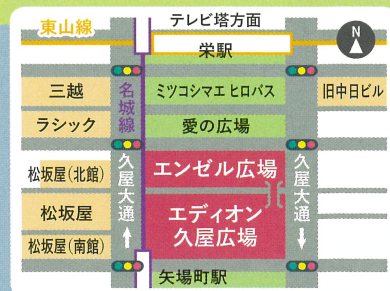 テレビ塔方面
東山線
栄駅
N
三越
名城線
ミツコシマエ ヒロバス
旧中日ビル
ラシック
愛の広場
松坂屋(北館)
久屋大通
エンゼル広場
久屋大通
松坂屋
エディオン
久屋広場
松坂屋(南館)
矢場町駅